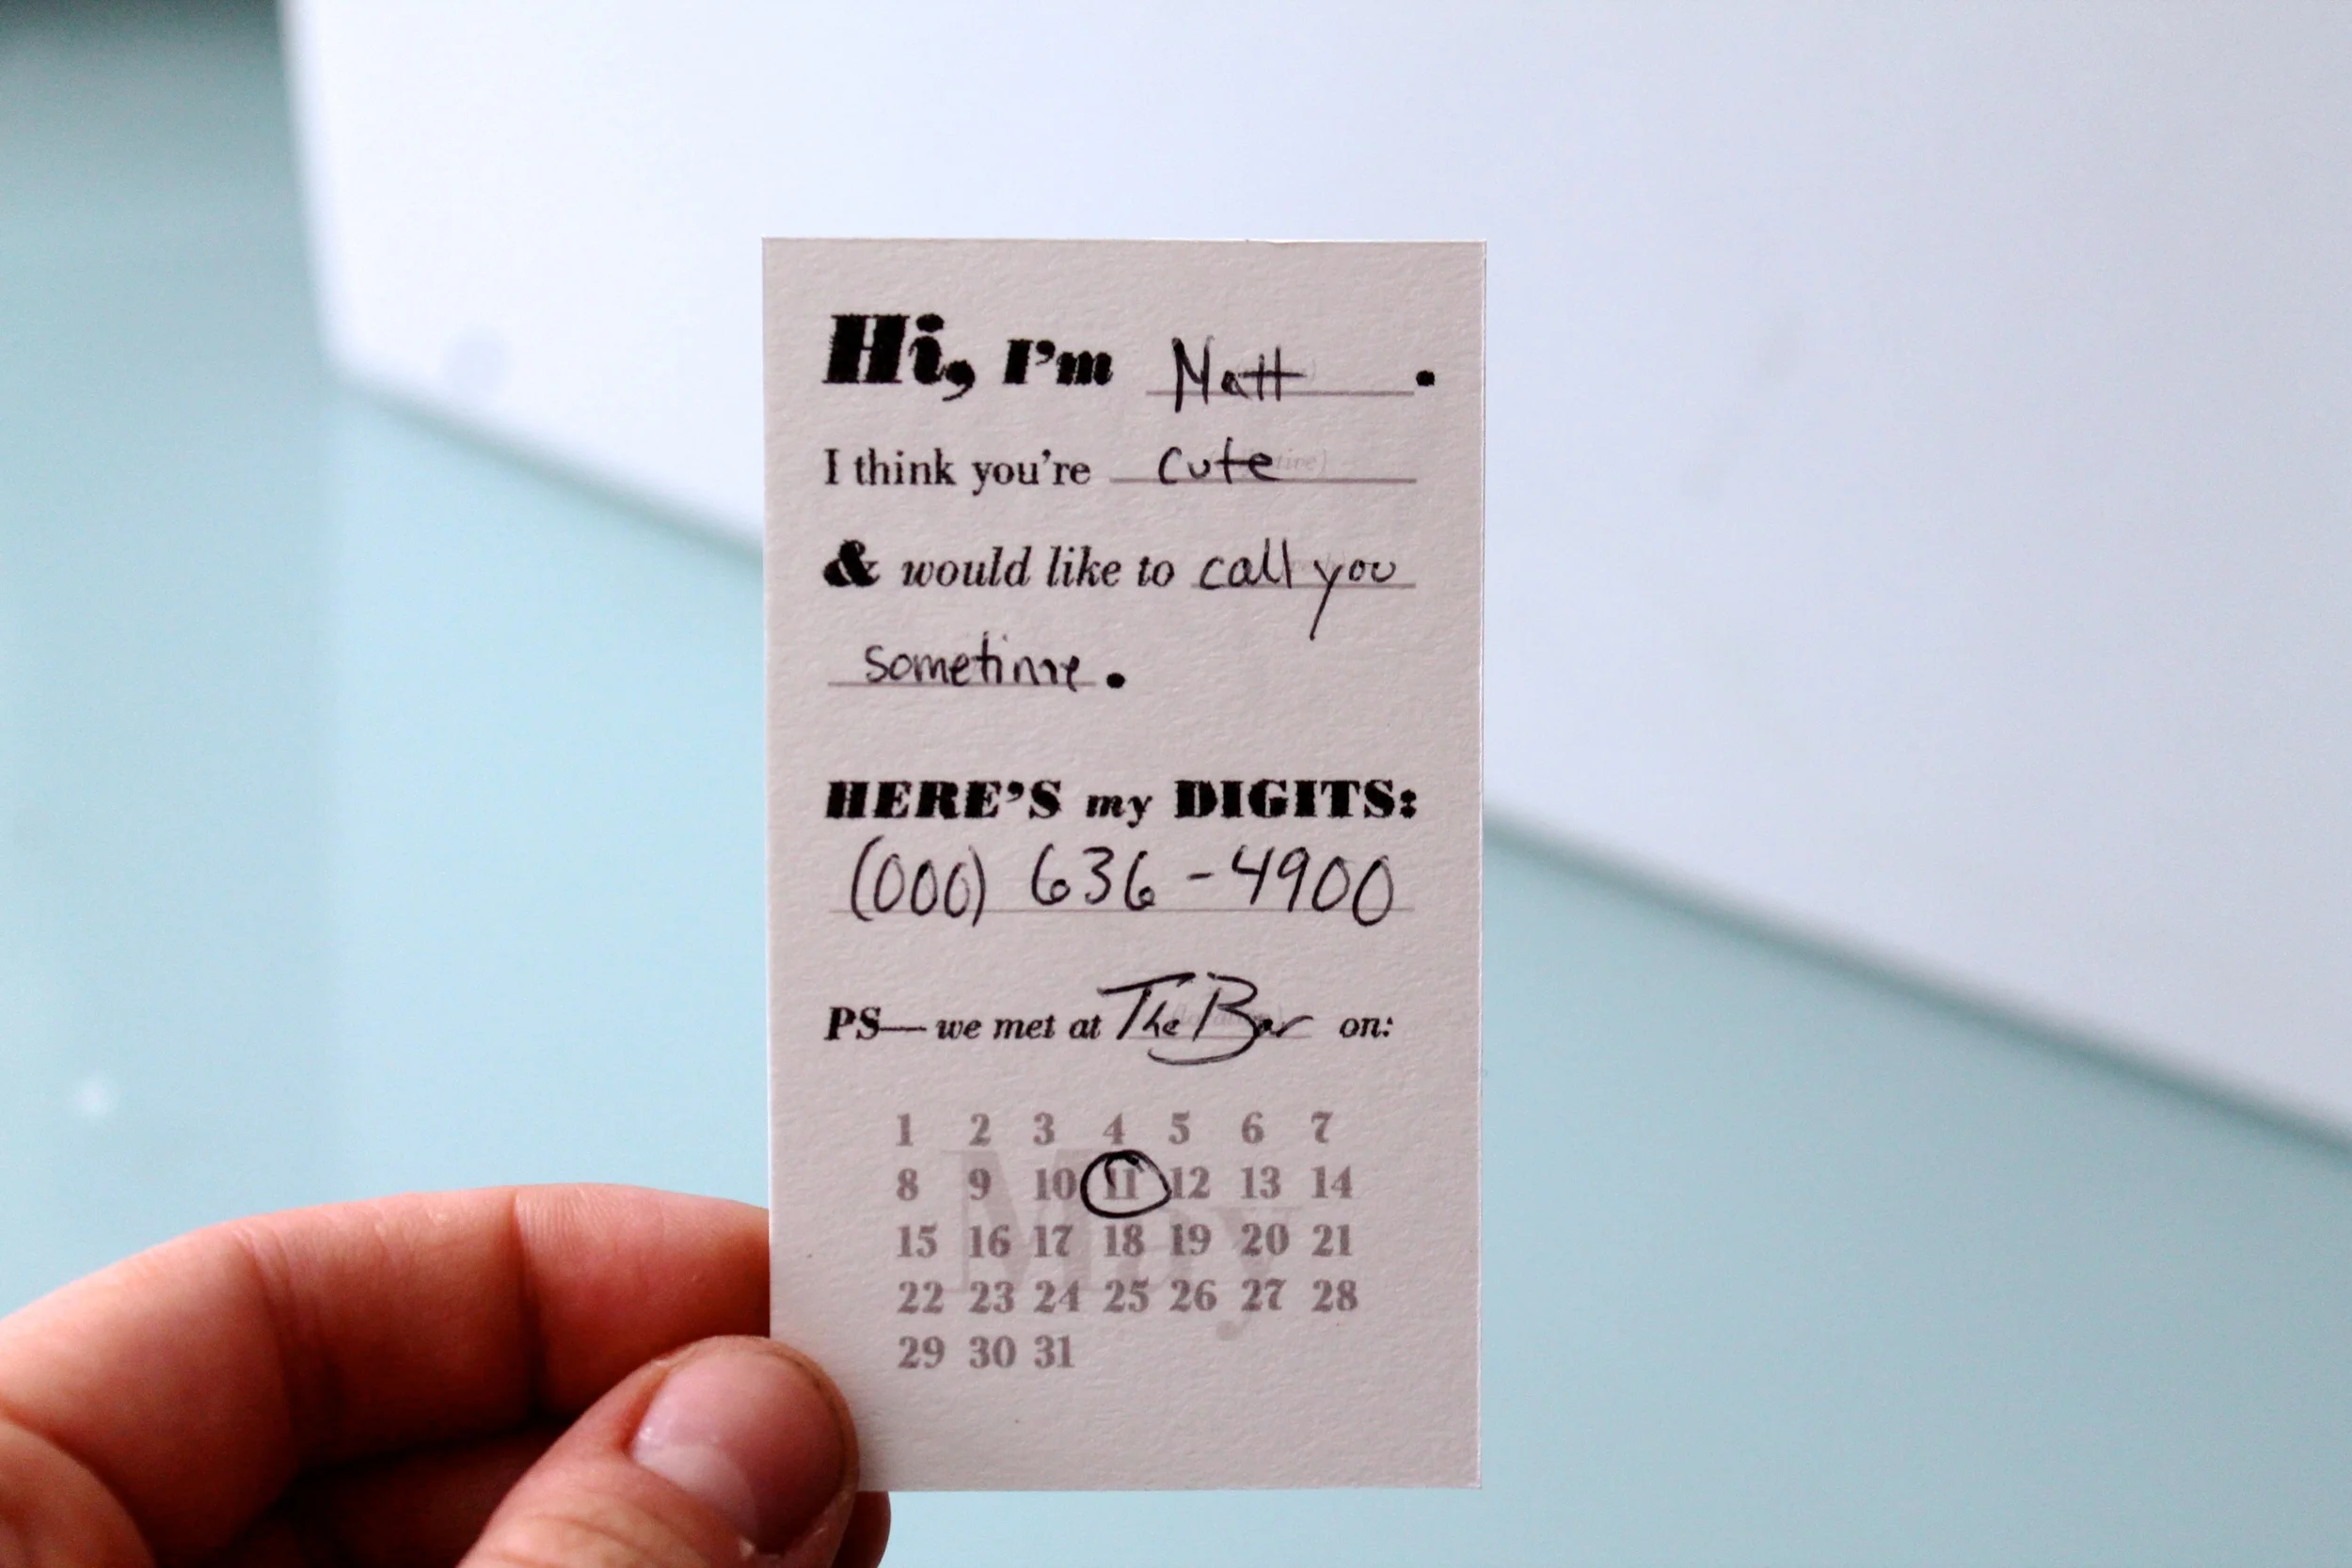 Hi, I'm Matt.
I think you're cute
& would like to call you
sometime.
HERE'S my DIGITS:
(000) 636-4900
PS—we met at The Bar on:
May
1 2 3 4 5 6 7
8 9 10 11 12 13 14
15 16 17 18 19 20 21
22 23 24 25 26 27 28
29 30 31